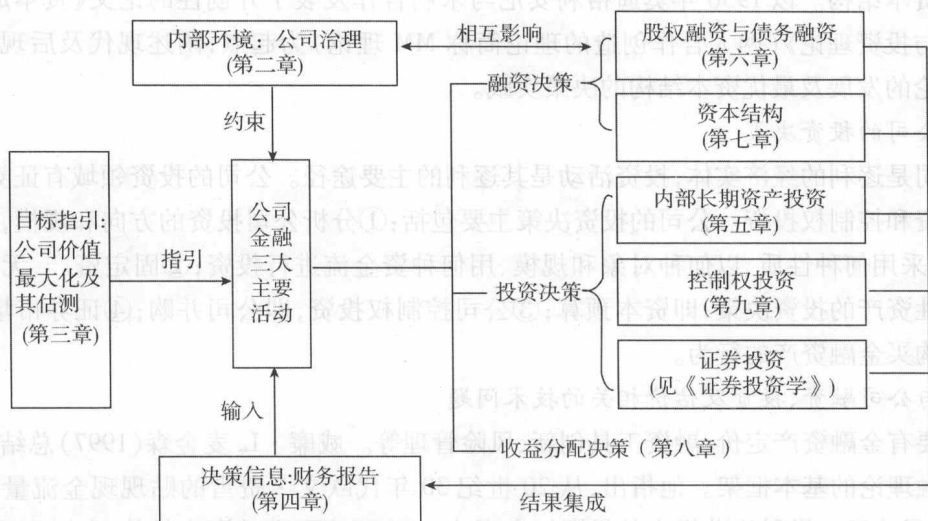 内部环境:公司治理
(第二章)
相互影响
股权融资与债务融资
(第六章)
融资决策
约束
资本结构
(第七章)
目标指引:
公司价值
最大化及
其估测
(第三章)
指引
公司
金融
三大
主要
活动
内部长期资产投资
(第五章)
投资决策
控制权投资
(第九章)
证券投资
(见《证券投资学》)
输入
收益分配决策(第八章)
决策信息:财务报告
(第四章)
结果集成